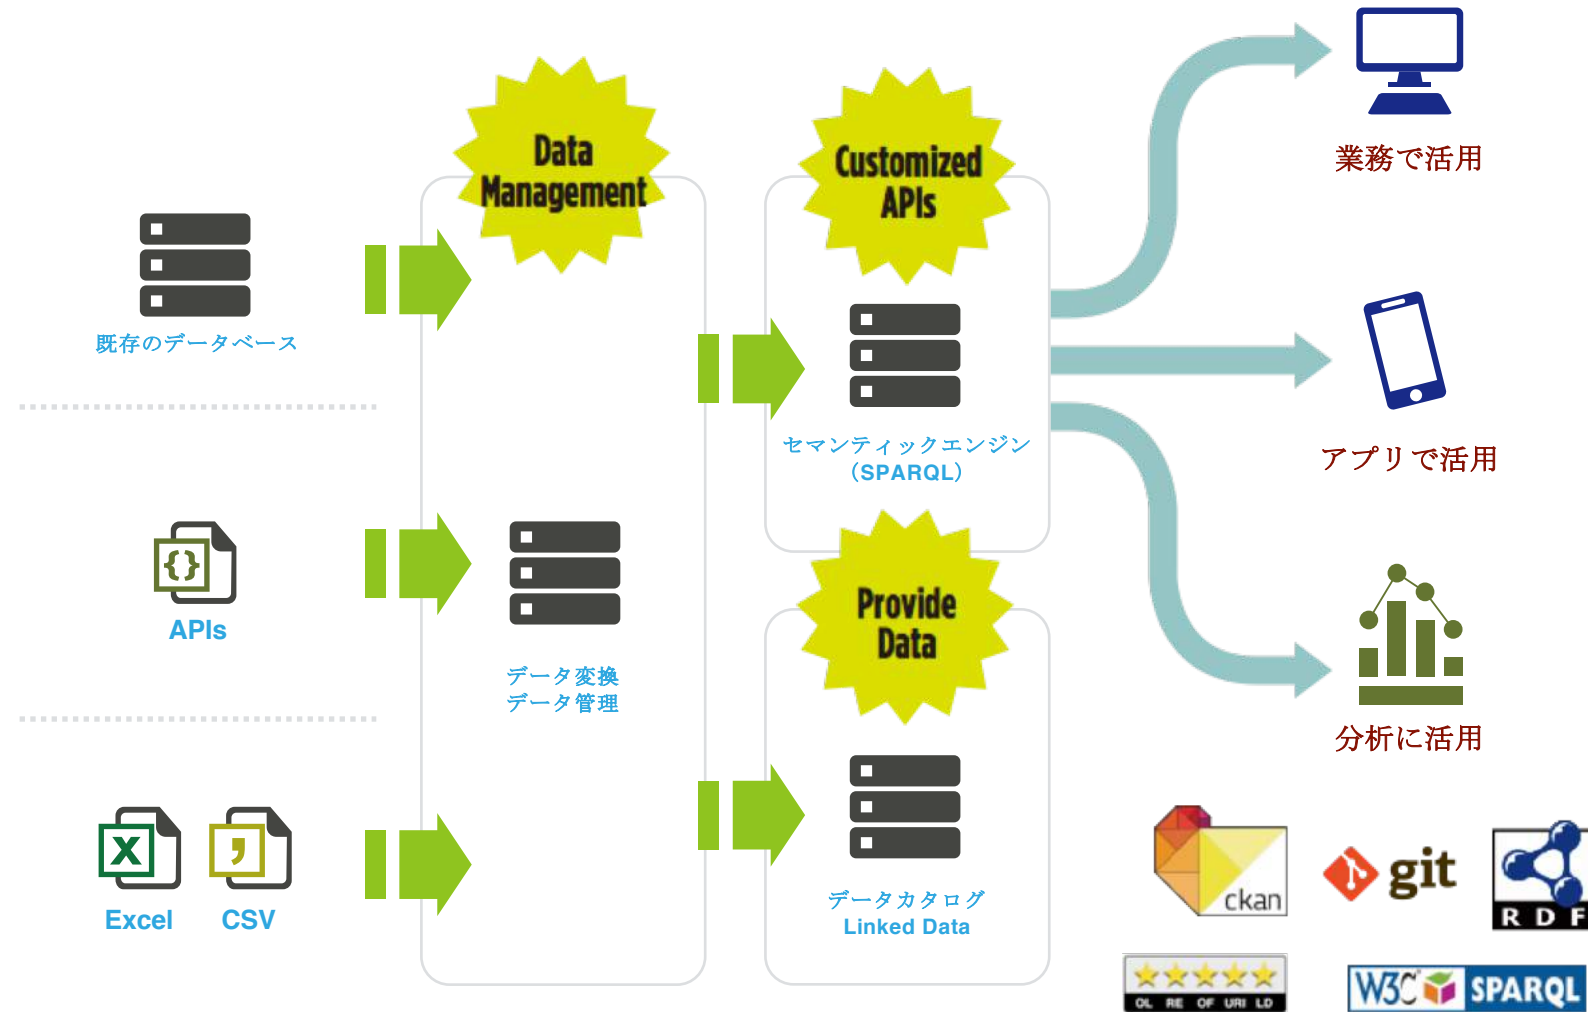 Data
Management
Customized
APIs
業務で活用
既存のデータベース
セマンティックエンジン
（SPARQL）
アプリで活用
{}
APIs
データ変換
データ管理
Provide
Data
分析に活用
X
,
Excel
CSV
データカタログ
Linked Data
ckan
git
RDF
OL RE OF URI LD
W3C SPARQL